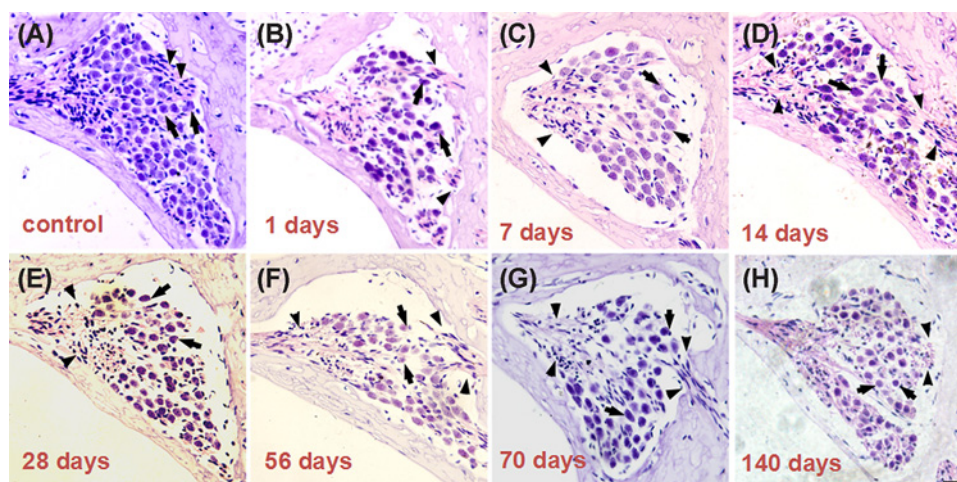 (A)
control
(B)
1 days
(C)
7 days
(D)
14 days
(E)
28 days
(F)
56 days
(G)
70 days
(H)
140 days